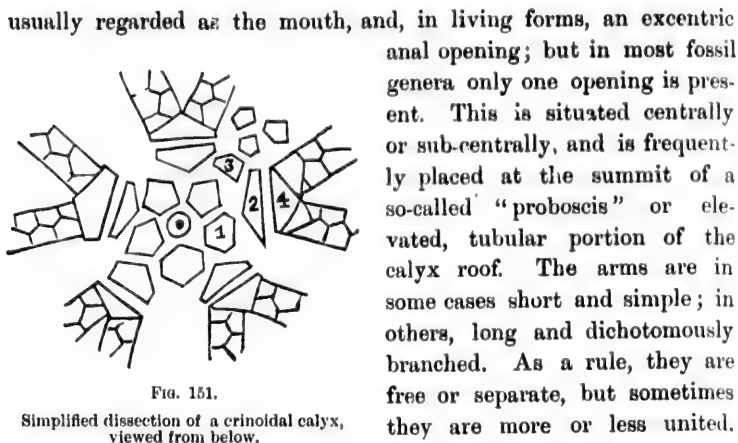 usually regarded as the mouth, and, in living forms, an excentric
anal opening; but in most fossil
genera only one opening is pres-
ent. This is situated centrally
or sub-centrally, and is frequent-
ly placed at the summit of a
so-called "proboscis" or ele-
vated, tubular portion of the
calyx roof. The arms are in
some cases short and simple; in
others, long and dichotomously
branched. As a rule, they are
free or separate, but sometimes
they are more or less united.
3
2
4
1
FIG. 151.
Simplified dissection of a crinoidal calyx,
viewed from below.